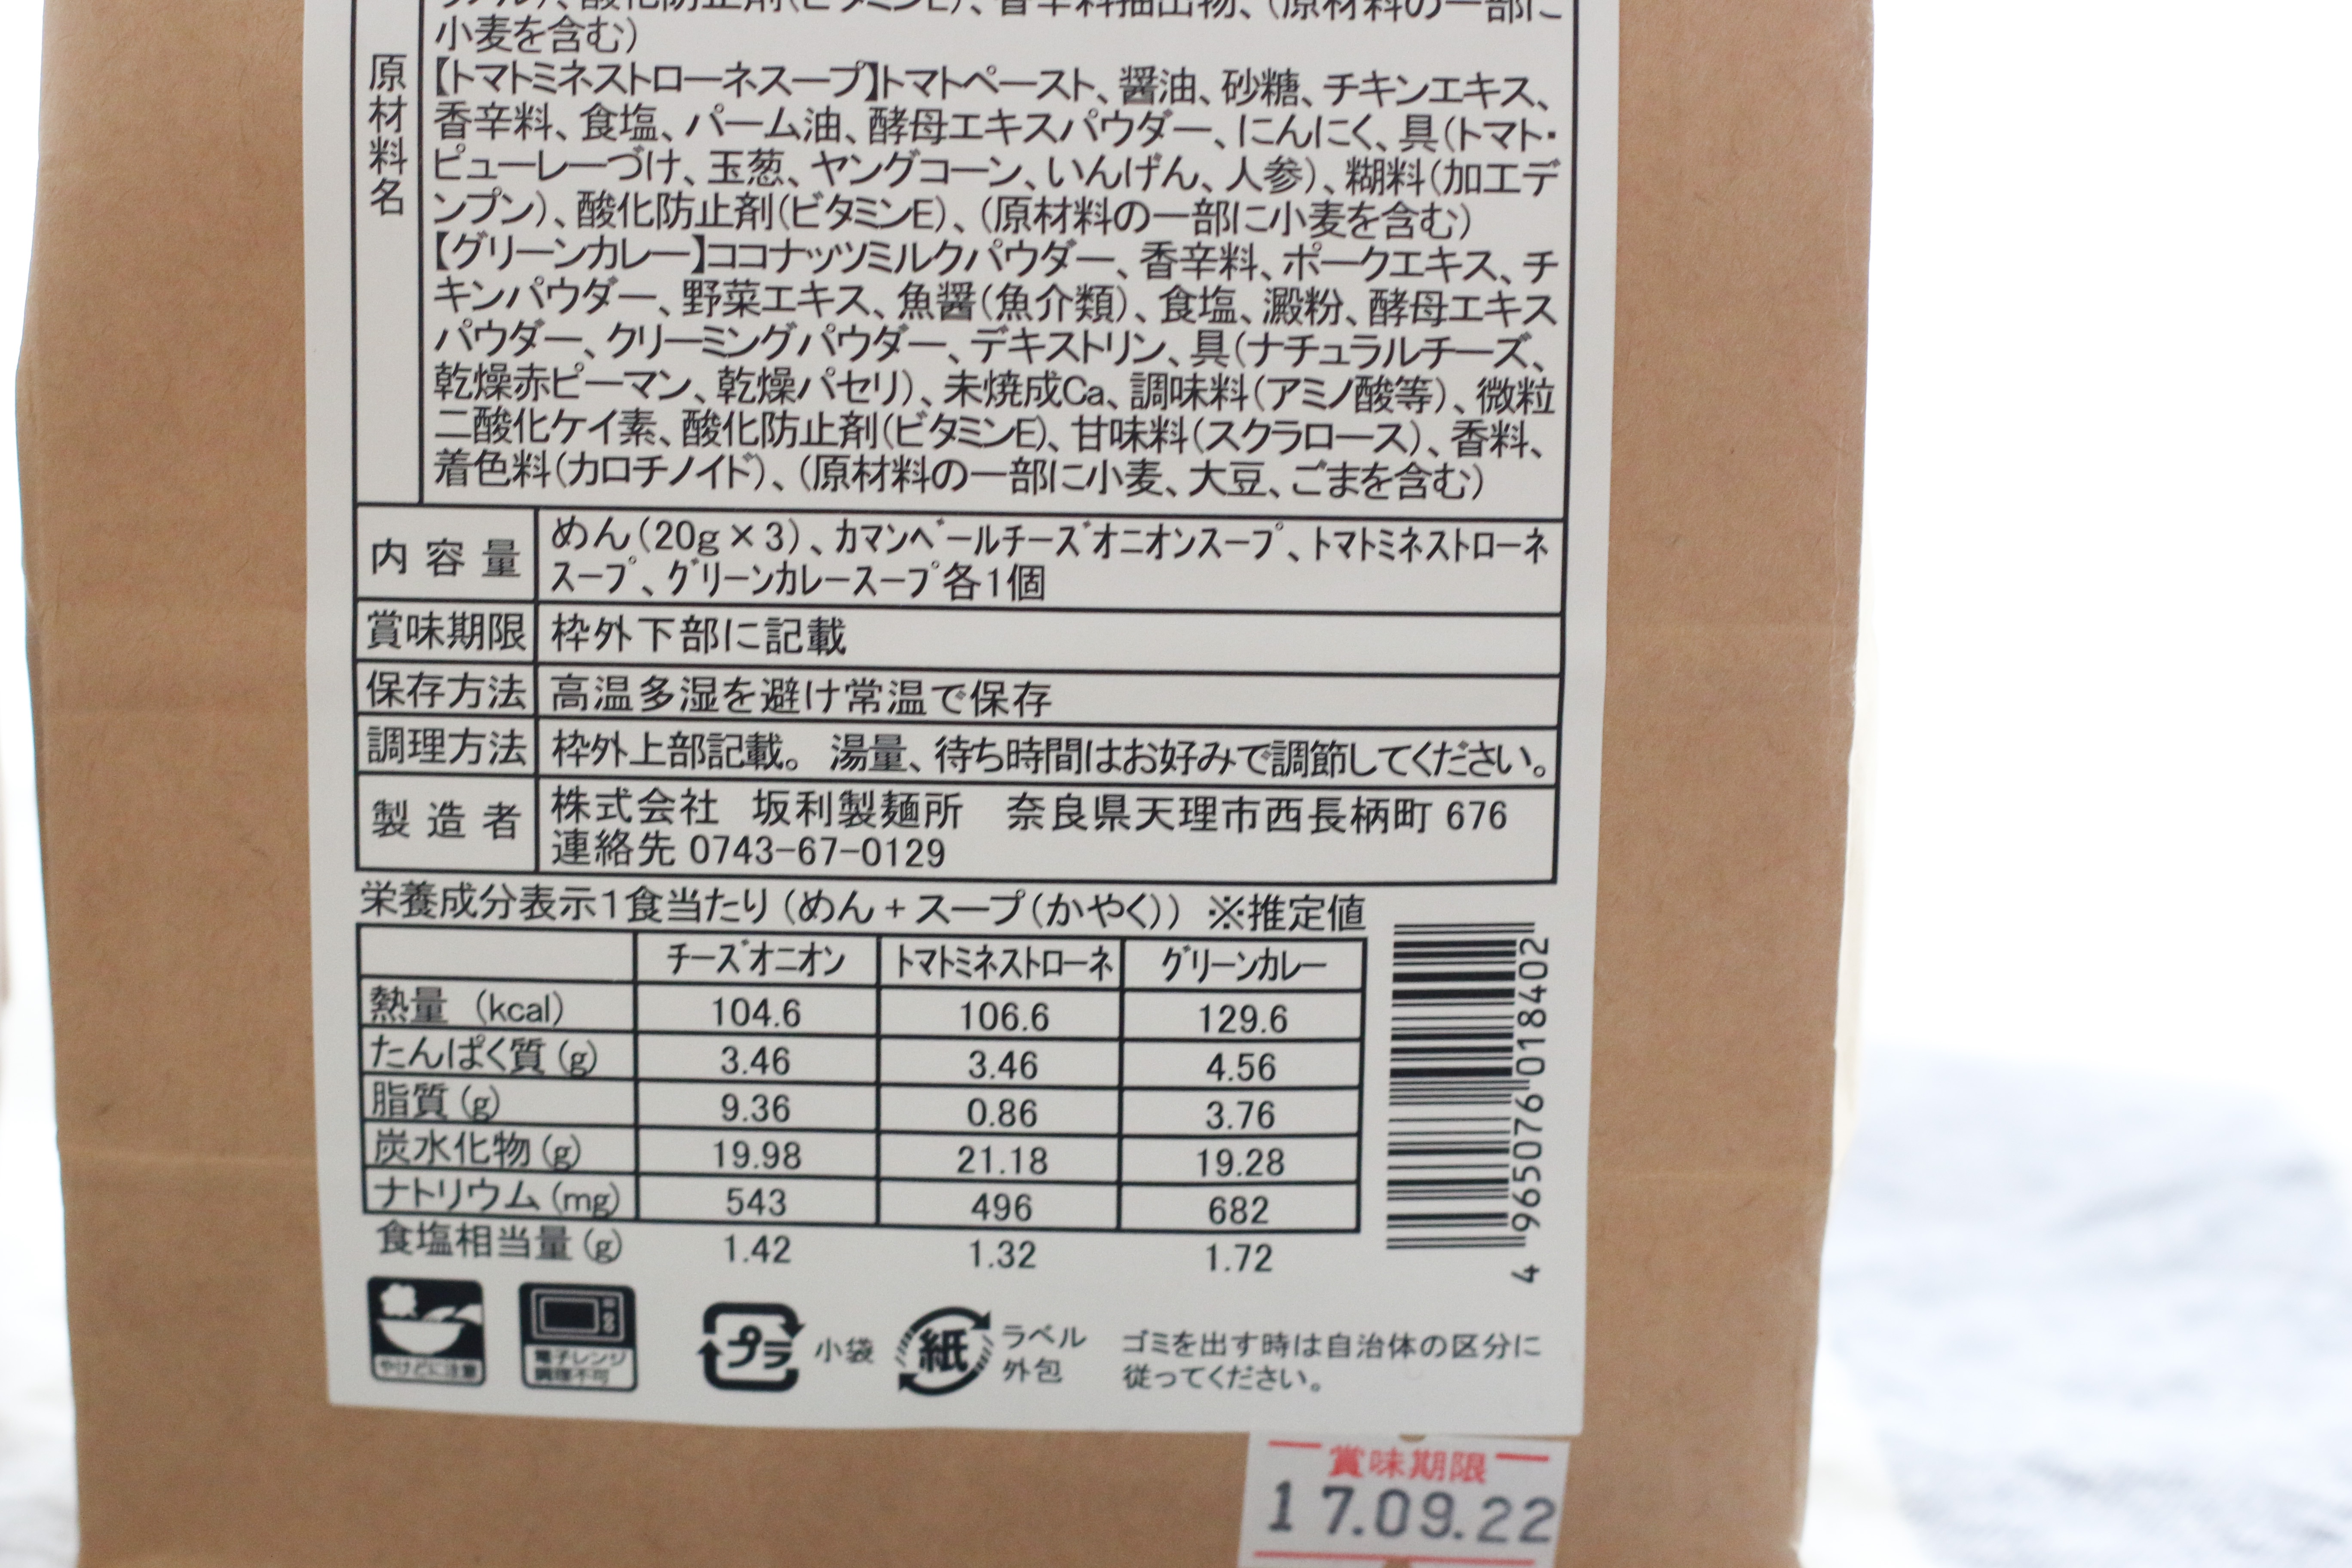 酸化防止剤(ビタミンE)、香辛料抽出物、(原材料の一部に
小麦を含む)
原材料名
【トマトミネストローネスープ】トマトペースト、醤油、砂糖、チキンエキス、
香辛料、食塩、パーム油、酵母エキスパウダー、にんにく、具(トマト・
ピューレーづけ、玉葱、ヤングコーン、いんげん、人参)、糊料(加工デ
ンプン)、酸化防止剤(ビタミンE)、(原材料の一部に小麦を含む)
【グリーンカレー】ココナッツミルクパウダー、香辛料、ポークエキス、チ
キンパウダー、野菜エキス、魚醤(魚介類)、食塩、澱粉、酵母エキス
パウダー、クリーミングパウダー、デキストリン、具(ナチュラルチーズ、
乾燥赤ピーマン、乾燥パセリ)、未焼成Ca、調味料(アミノ酸等)、微粒
二酸化ケイ素、酸化防止剤(ビタミンE)、甘味料(スクラロース)、香料、
着色料(カロチノイド)、(原材料の一部に小麦、大豆、ごまを含む)
内容量 めん(20g×3)、ｶﾏﾝﾍﾞｰﾙﾁｰｽﾞｵﾆｵﾝｽｰﾌﾟ、ﾄﾏﾄﾐﾈｽﾄﾛｰﾈ
ｽｰﾌﾟ、ｸﾞﾘｰﾝｶﾚｰｽｰﾌﾟ各1個
賞味期限 枠外下部に記載
保存方法 高温多湿を避け常温で保存
調理方法 枠外上部記載。湯量、待ち時間はお好みで調節してください。
製造者 株式会社 坂利製麺所 奈良県天理市西長柄町 676
連絡先 0743-67-0129
栄養成分表示1食当たり(めん+スープ(かやく)) ※推定値
ﾁｰｽﾞｵﾆｵﾝ ﾄﾏﾄﾐﾈｽﾄﾛｰﾈ ｸﾞﾘｰﾝｶﾚｰ
熱量 (kcal) 104.6 106.6 129.6
たんぱく質(g) 3.46 3.46 4.56
脂質(g) 9.36 0.86 3.76
炭水化物(g) 19.98 21.18 19.28
ナトリウム(mg) 543 496 682
食塩相当量(g) 1.42 1.32 1.72
4 965076 018402
やけどに注意
電子レンジ
調理不可
プラ 小袋
紙 ラベル
外包
ゴミを出す時は自治体の区分に
従ってください。
賞味期限
17.09.22